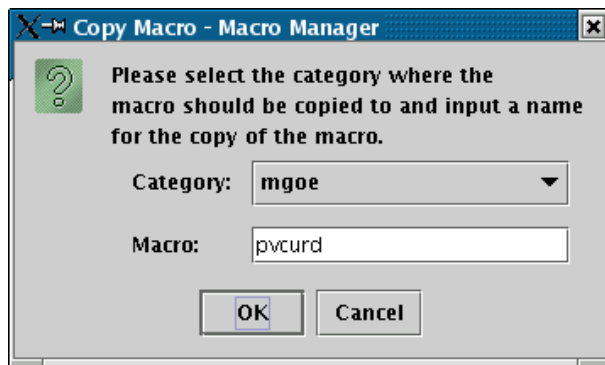 Copy Macro - Macro Manager
Please select the category where the
macro should be copied to and input a name
for the copy of the macro.
Category: mgoe
Macro: pvcurd
OK Cancel